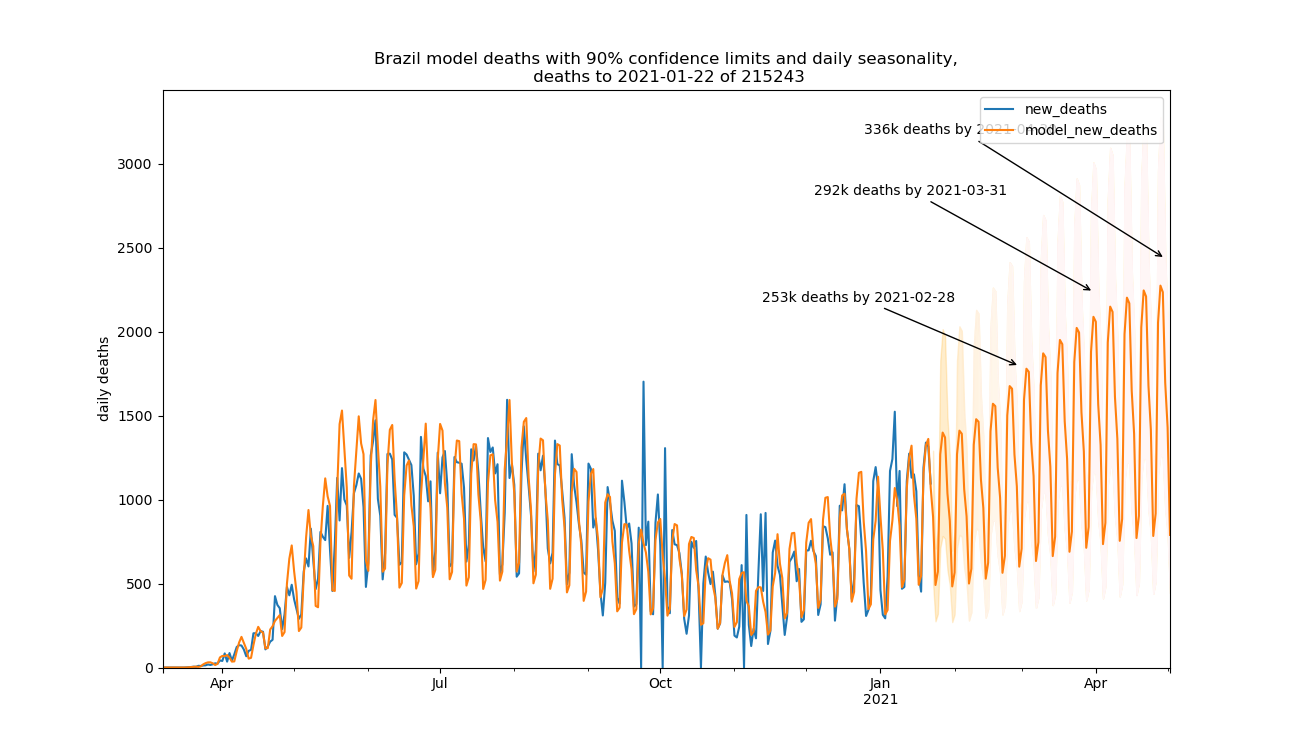 Brazil model deaths with 90% confidence limits and daily seasonality,
deaths to 2021-01-22 of 215243
new_deaths
model_new_deaths
336k deaths by
292k deaths by 2021-03-31
253k deaths by 2021-02-28
daily deaths
3000
2500
2000
1500
1000
500
0
Apr
Jul
Oct
Jan
2021
Apr